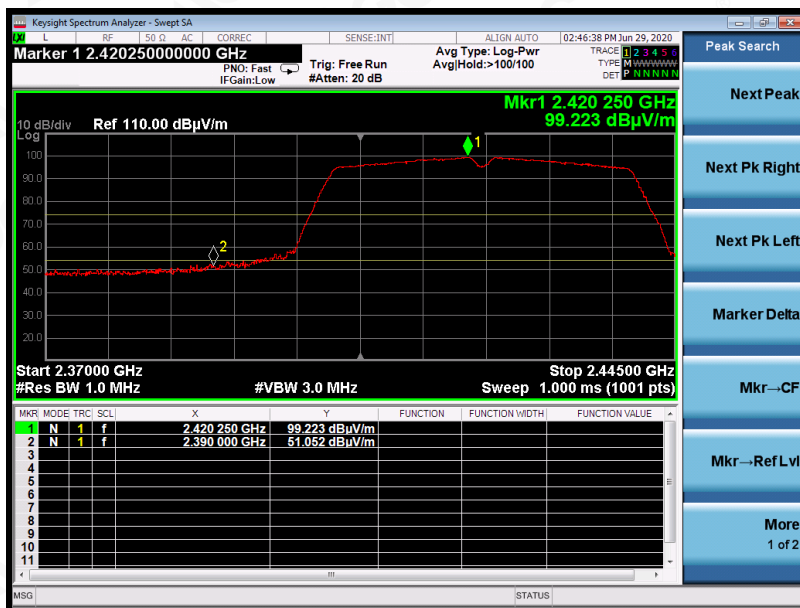 Keysight Spectrum Analyzer - Swept SA
LXI L RF 50 Ω AC CORREC SENSE:INT ALIGN AUTO 02:46:38 PM Jun 29, 2020
Marker 1 2.420250000000 GHz
PNO: Fast
IFGain:Low
Trig: Free Run
#Atten: 20 dB
Avg Type: Log-Pwr
Avg|Hold:>100/100
TRACE 1 2 3 4 5 6
TYPE M W W W W W
DET P N N N N N
Mkr1 2.420 250 GHz
99.223 dBµV/m
10 dB/div Ref 110.00 dBµV/m
Log
1
100
90.0
80.0
70.0
60.0
2
50.0
40.0
30.0
20.0
Start 2.37000 GHz Stop 2.44500 GHz
#Res BW 1.0 MHz #VBW 3.0 MHz Sweep 1.000 ms (1001 pts)
MKR MODE TRC SCL X Y FUNCTION FUNCTION WIDTH FUNCTION VALUE
1 N 1 f 2.420 250 GHz 99.223 dBµV/m
2 N 1 f 2.390 000 GHz 51.052 dBµV/m
3
4
5
6
7
8
9
10
11
MSG STATUS
Peak Search
Next Peak
Next Pk Right
Next Pk Left
Marker Delta
Mkr→CF
Mkr→Ref Lvl
More
1 of 2